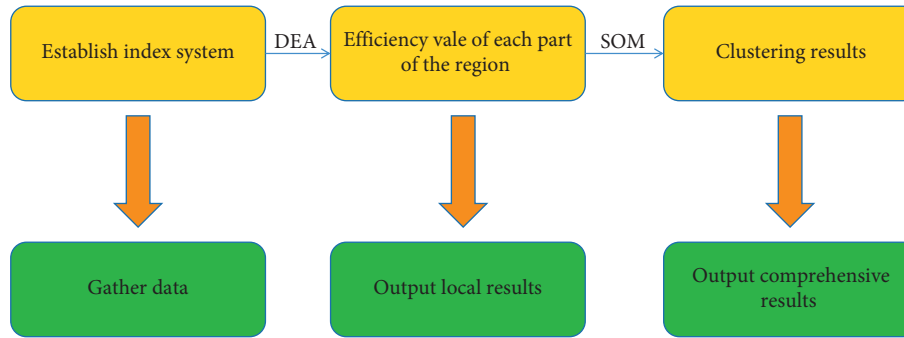 Establish index system
DEA
Efficiency vale of each part
of the region
SOM
Clustering results
Gather data
Output local results
Output comprehensive
results